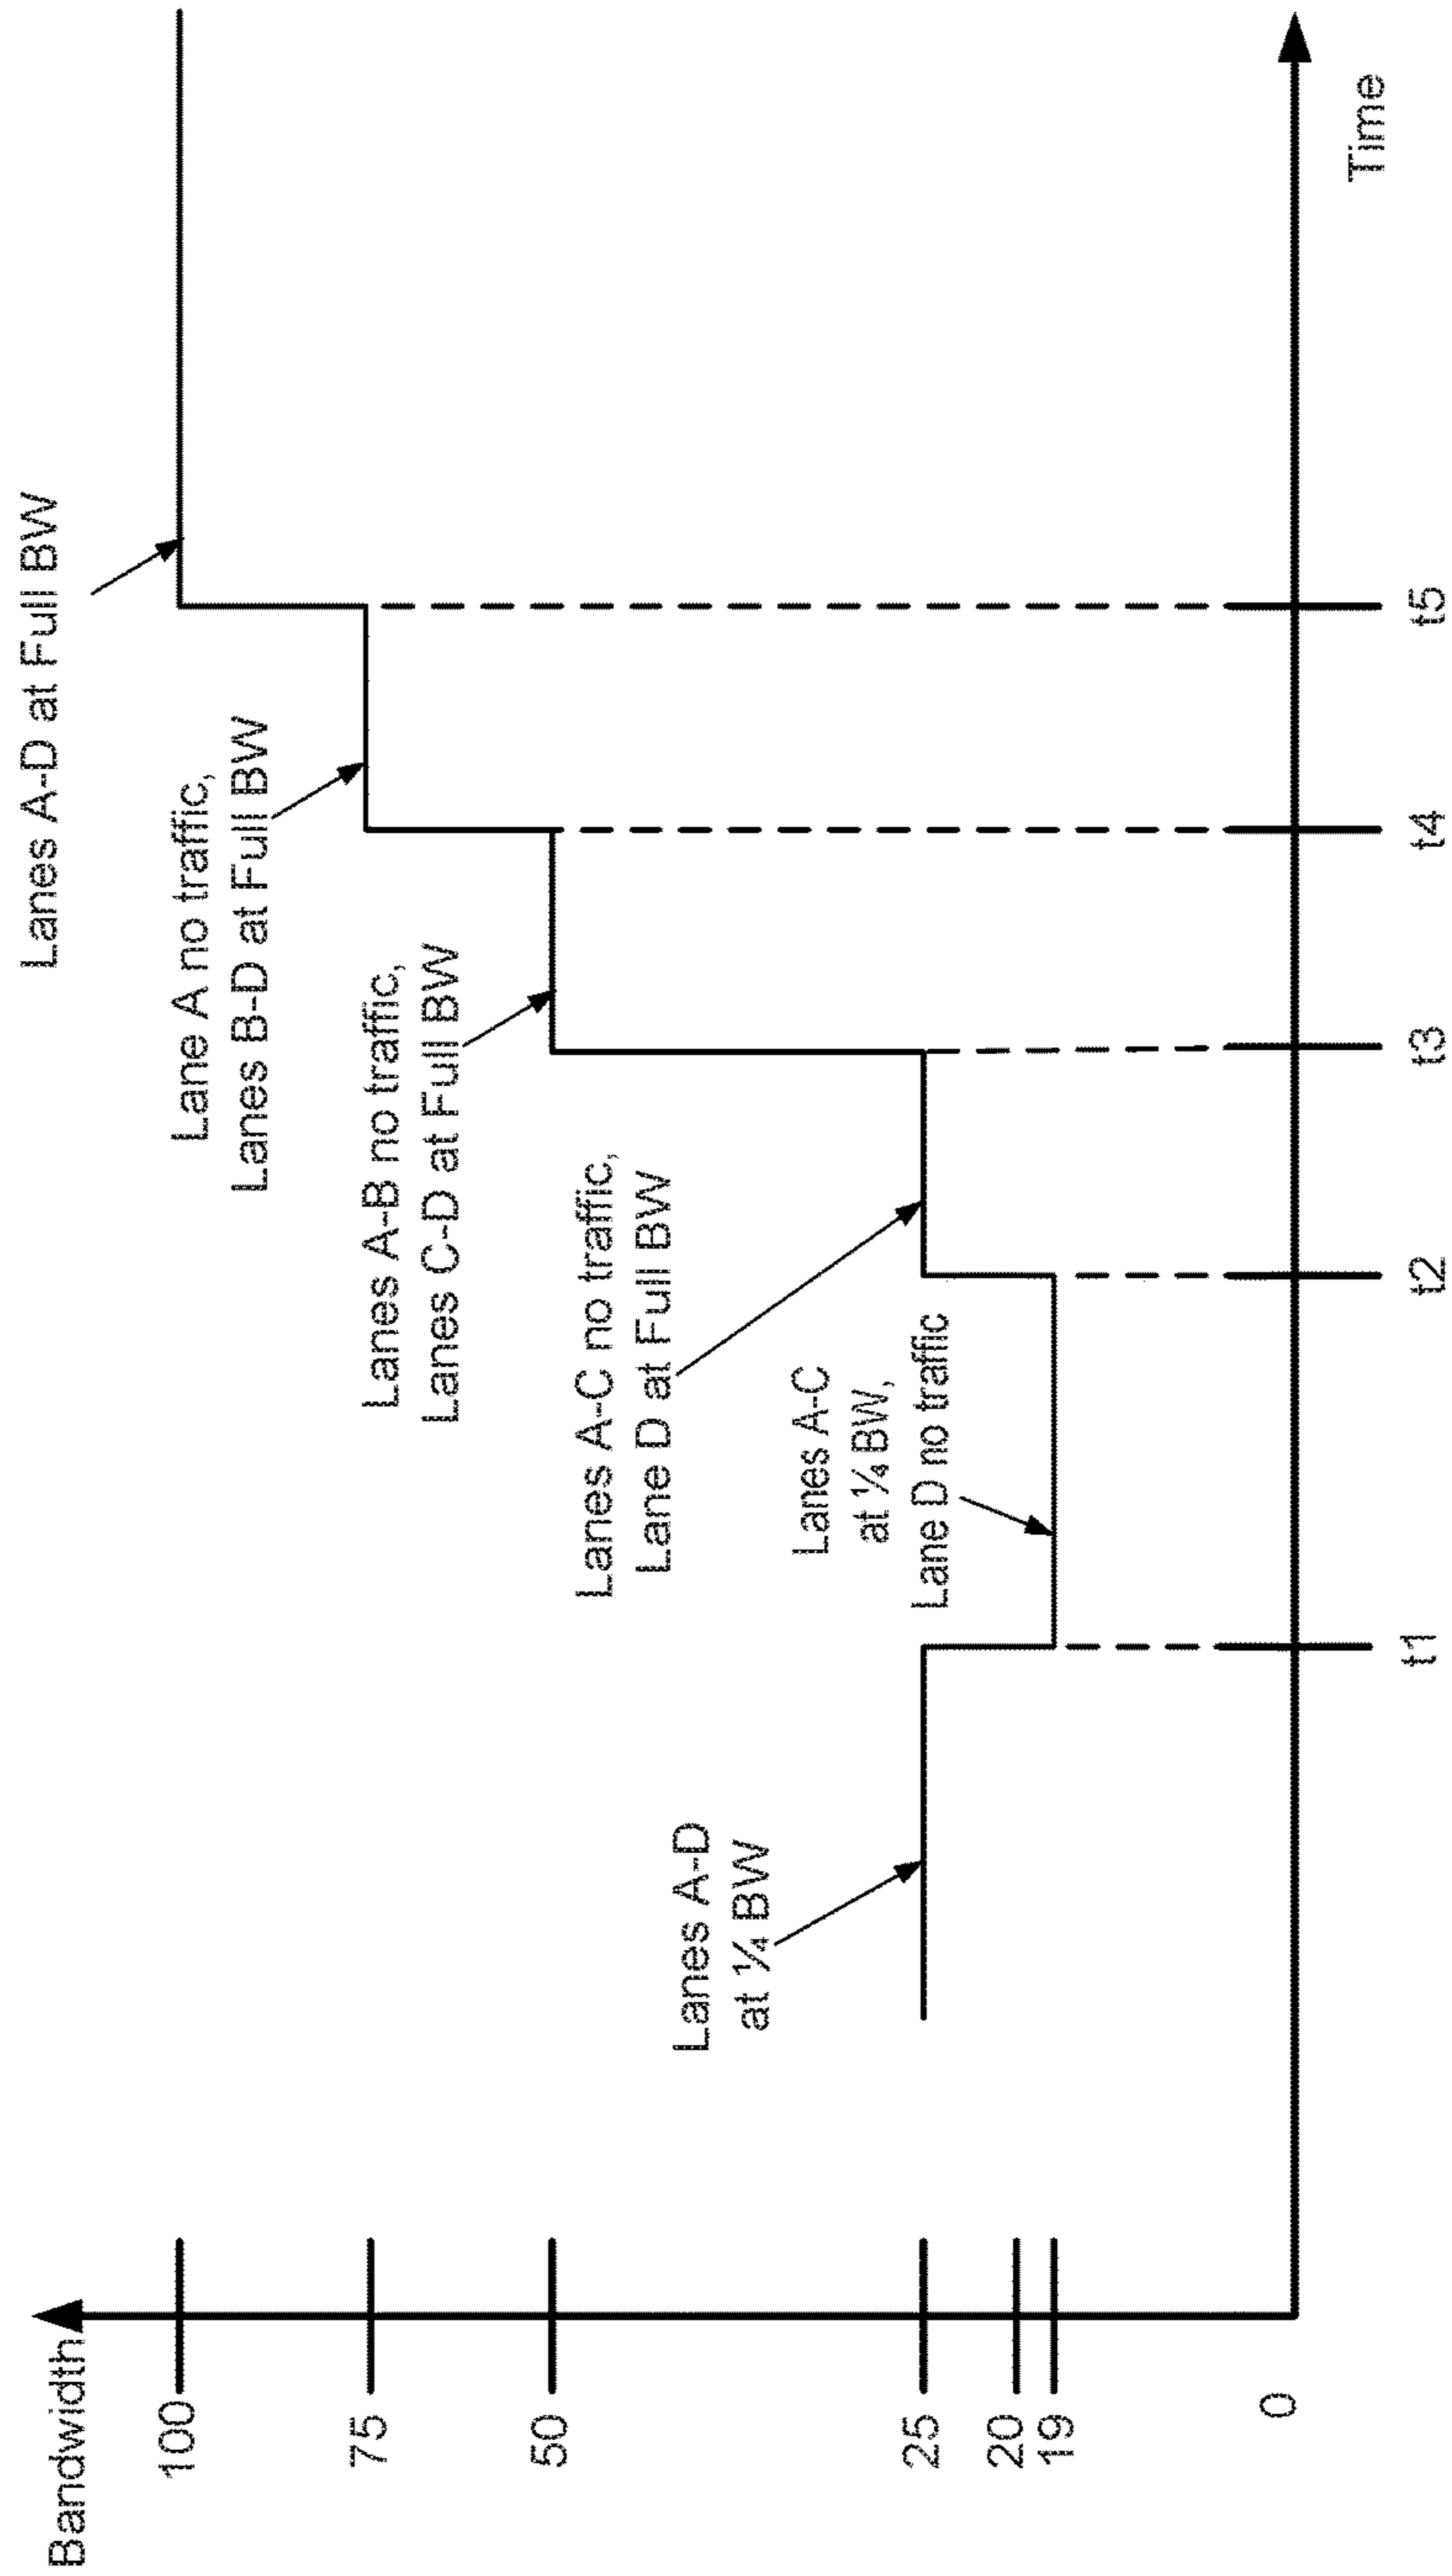 Bandwidth
100
75
50
25
20
19
0
Lanes A-D at Full BW
Lane A no traffic,
Lanes B-D at Full BW
Lanes A-B no traffic,
Lanes C-D at Full BW
Lanes A-C no traffic,
Lane D at Full BW
Lanes A-D
at ¼ BW
Lanes A-C
at ¼ BW,
Lane D no traffic
t1
t2
t3
t4
t5
Time